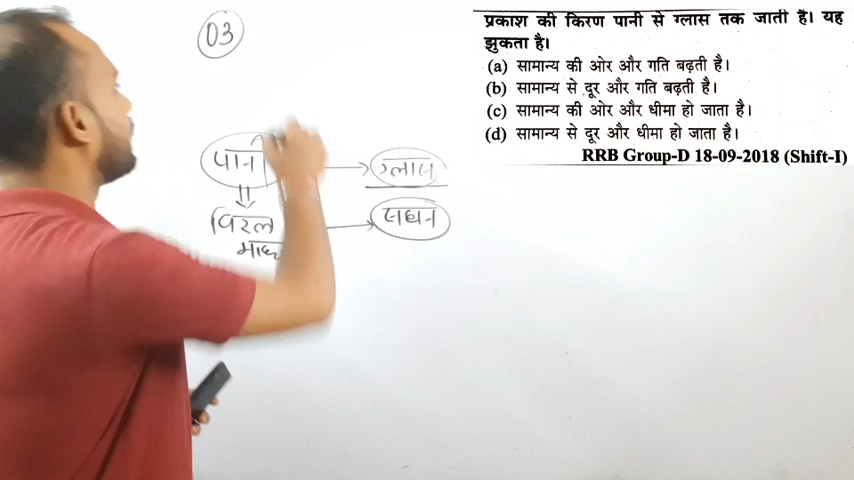 03
प्रकाश की किरण पानी से ग्लास तक जाती है। यह
झुकता है।
(a) सामान्य की ओर और गति बढ़ती है।
(b) सामान्य से दूर और गति बढ़ती है।
(c) सामान्य की ओर और धीमा हो जाता है।
(d) सामान्य से दूर और धीमा हो जाता है।
RRB Group-D 18-09-2018 (Shift-I)
ग्लास
विरल सघन